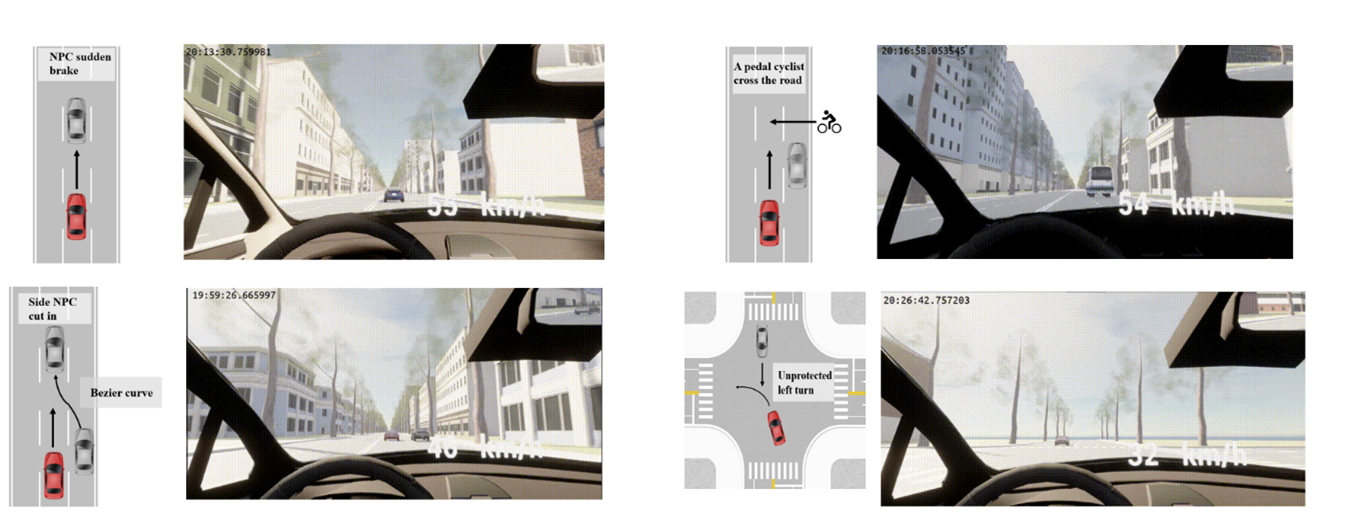 NPC sudden
brake
20:13:30.759981
55 km/h
A pedal cyclist
cross the road
20:16:58.053545
54 km/h
Side NPC
cut in
Bezier curve
19:59:26.665997
46 km/h
Unprotected
left turn
20:26:42.757203
32 km/h